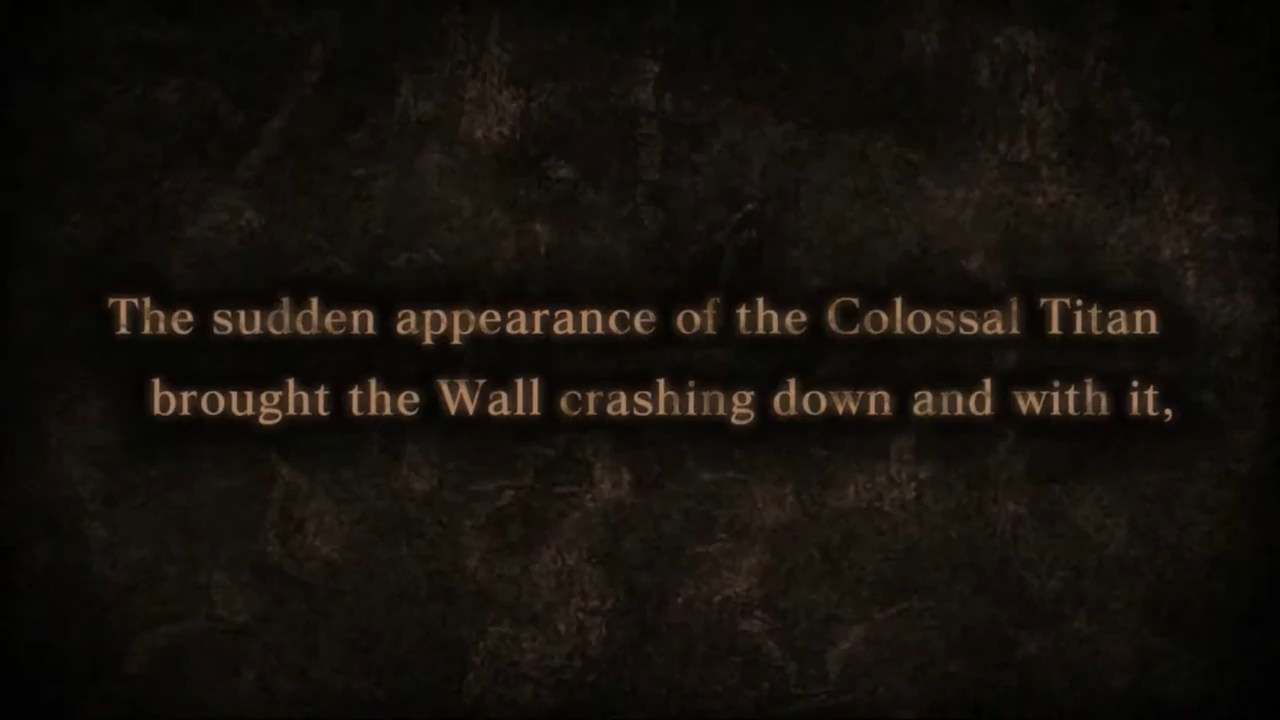 The sudden appearance of the Colossal Titan
brought the Wall crashing down and with it,